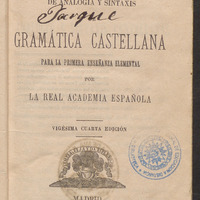 DE ANALOGÍA Y SINTAXIS
Parque
GRAMÁTICA CASTELLANA
PARA LA PRIMERA ENSEÑANZA ELEMENTAL
POR
LA REAL ACADEMIA ESPAÑOLA
VIGÉSIMA CUARTA EDICIÓN
MADRID